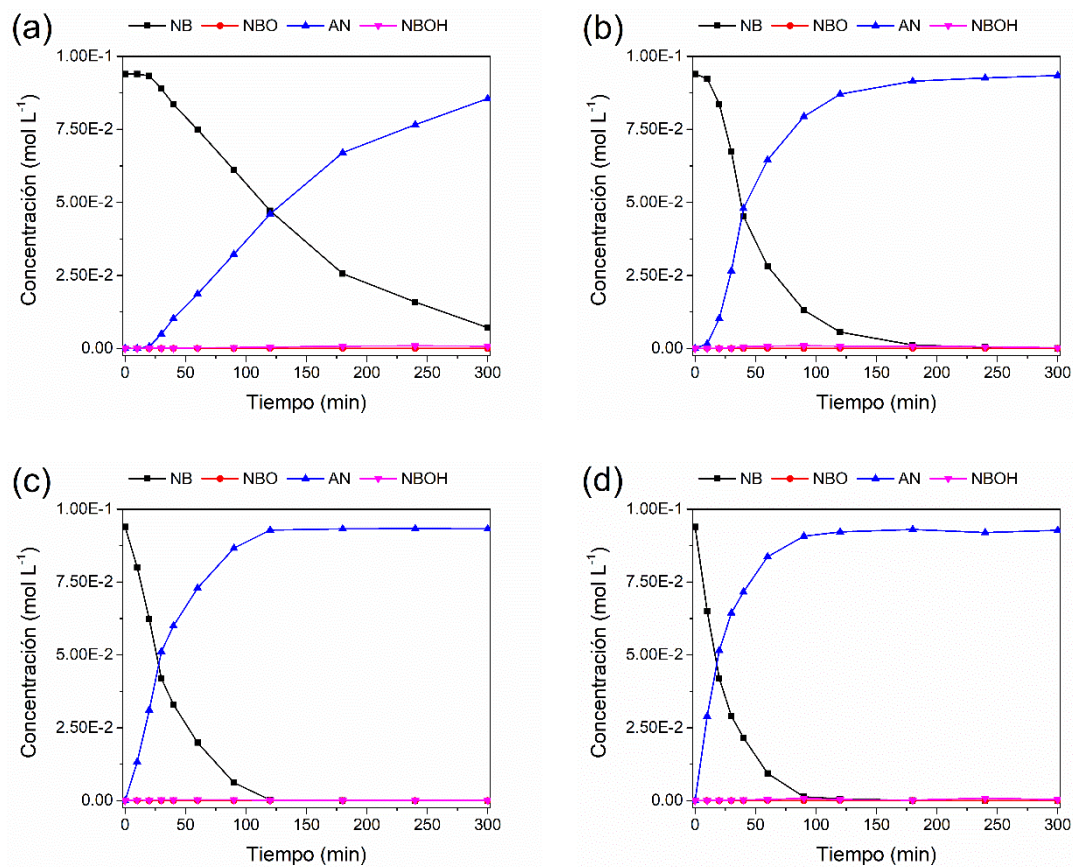 (a)
NB NBO AN NBOH
1.00E-1
7.50E-2
5.00E-2
2.50E-2
0.00
Concentración (mol L⁻¹)
0 50 100 150 200 250 300
Tiempo (min)
(b)
NB NBO AN NBOH
1.00E-1
7.50E-2
5.00E-2
2.50E-2
0.00
Concentración (mol L⁻¹)
0 50 100 150 200 250 300
Tiempo (min)
(c)
NB NBO AN NBOH
1.00E-1
7.50E-2
5.00E-2
2.50E-2
0.00
Concentración (mol L⁻¹)
0 50 100 150 200 250 300
Tiempo (min)
(d)
NB NBO AN NBOH
1.00E-1
7.50E-2
5.00E-2
2.50E-2
0.00
Concentración (mol L⁻¹)
0 50 100 150 200 250 300
Tiempo (min)